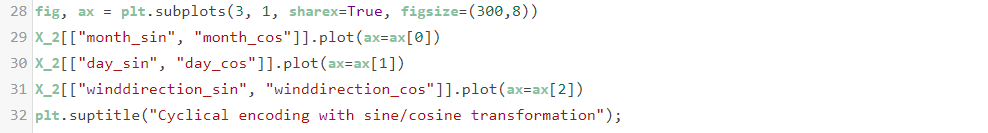 28 fig, ax = plt.subplots(3, 1, sharex=True, figsize=(300,8))
29 X_2[["month_sin", "month_cos"]].plot(ax=ax[0])
30 X_2[["day_sin", "day_cos"]].plot(ax=ax[1])
31 X_2[["winddirection_sin", "winddirection_cos"]].plot(ax=ax[2])
32 plt.suptitle("Cyclical encoding with sine/cosine transformation");